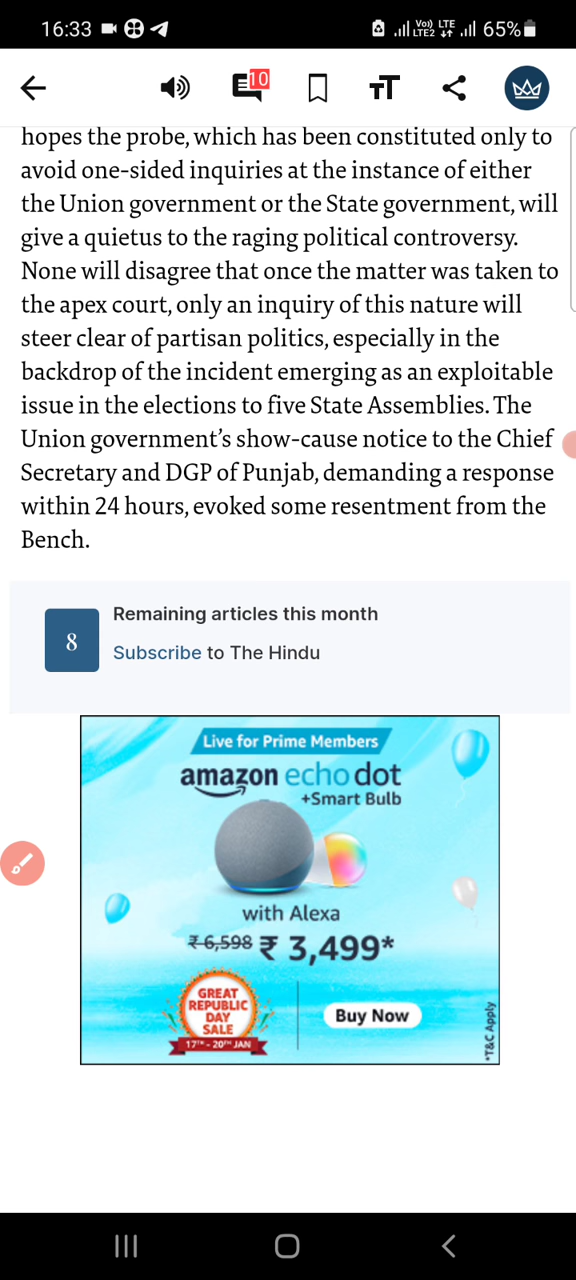 16:33 Vo) LTE LTE2 65%
10 TT
hopes the probe, which has been constituted only to
avoid one-sided inquiries at the instance of either
the Union government or the State government, will
give a quietus to the raging political controversy.
None will disagree that once the matter was taken to
the apex court, only an inquiry of this nature will
steer clear of partisan politics, especially in the
backdrop of the incident emerging as an exploitable
issue in the elections to five State Assemblies. The
Union government’s show-cause notice to the Chief
Secretary and DGP of Punjab, demanding a response
within 24 hours, evoked some resentment from the
Bench.
Remaining articles this month
8
Subscribe to The Hindu
Live for Prime Members
amazon echo dot
+Smart Bulb
with Alexa
₹ 6,598 ₹ 3,499*
GREAT
REPUBLIC
DAY
SALE
17TH - 20TH JAN
Buy Now
*T&C Apply